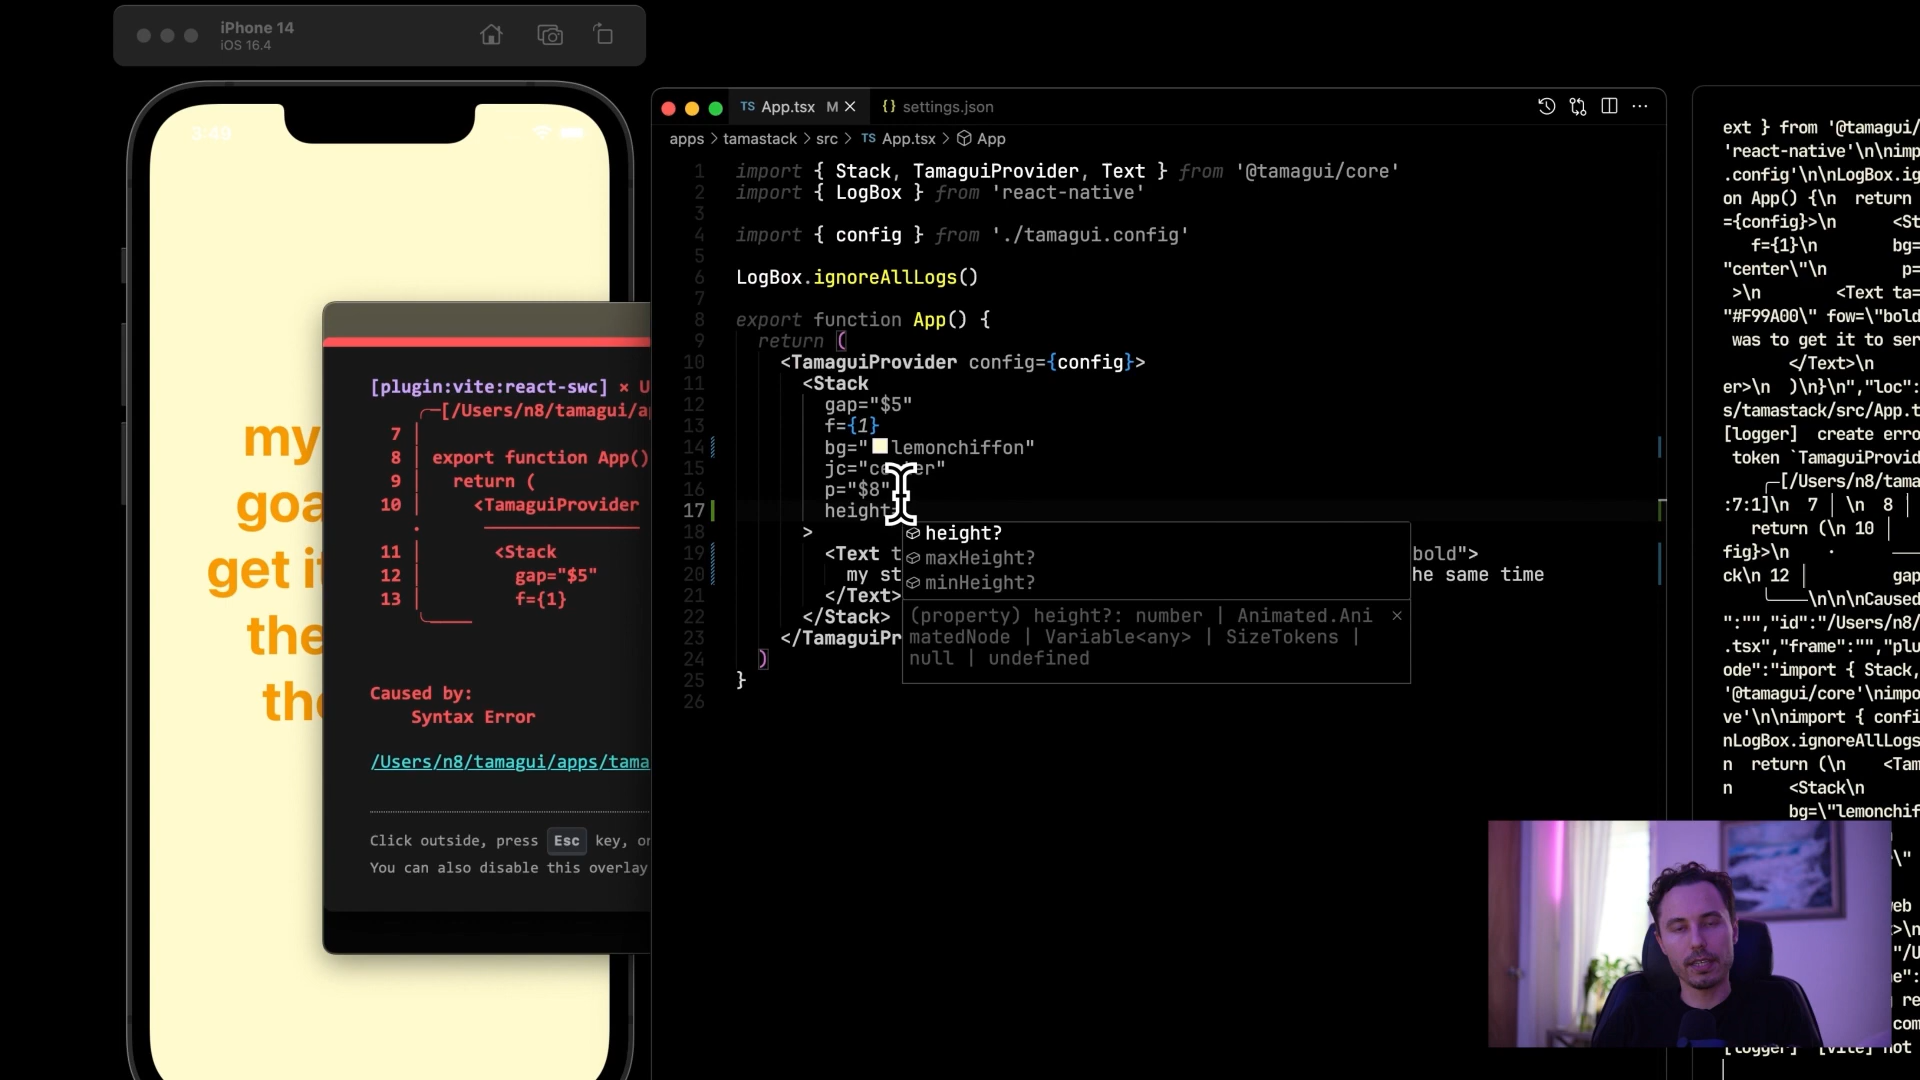 iPhone 14
iOS 16.4
3:49
my
goa
get it
the
the
[plugin:vite:react-swc] × U
[/Users/n8/tamagui/a
7
8 export function App()
9 return (
10 <TamaguiProvider
11 <Stack
12 gap="$5"
13 f={1}
Caused by:
Syntax Error
/Users/n8/tamagui/apps/tama
Click outside, press Esc key, or
You can also disable this overlay
TS App.tsx M ×
{} settings.json
apps > tamastack > src > TS App.tsx > App
1 import { Stack, TamaguiProvider, Text } from '@tamagui/core'
2 import { LogBox } from 'react-native'
3
4 import { config } from './tamagui.config'
5
6 LogBox.ignoreAllLogs()
7
8 export function App() {
9 return (
10 <TamaguiProvider config={config}>
11 <Stack
12 gap="$5"
13 f={1}
14 bg="lemonchiffon"
15 jc="center"
16 p="$8"
17 height
18 >
19 <Text t bold">
20 my st he same time
21 </Text>
22 </Stack>
23 </TamaguiPr
24 )
25 }
26
height?
maxHeight?
minHeight?
(property) height?: number | Animated.Ani
matedNode | Variable<any> | SizeTokens |
null | undefined
ext } from '@tamagui/
'react-native'\n\nimp
.config'\n\nLogBox.ig
on App() {\n return
={config}>\n <St
f={1}\n bg=
"center\"\n p=
>\n <Text ta=
"#F99A00\" fow=\"bold
was to get it to ser
</Text>\n
er>\n )\n}\n","loc":
s/tamastack/src/App.t
[logger] create erro
token `TamaguiProvid
[/Users/n8/tama
:7:1]\n 7 │ \n 8 │
return (\n 10 │
fig}>\n ·
ck\n 12 │ gap
\n\n\nCaused
":"","id":"/Users/n8/
.tsx","frame":"","plu
ode":"import { Stack,
'@tamagui/core'\nimpo
ve'\n\nimport { confi
nLogBox.ignoreAllLogs
n return (\n <Tam
n <Stack\n
bg=\"lemonchiff
\"
eb
>\n
"/U
e":
re
com
[logger] [vite] hot